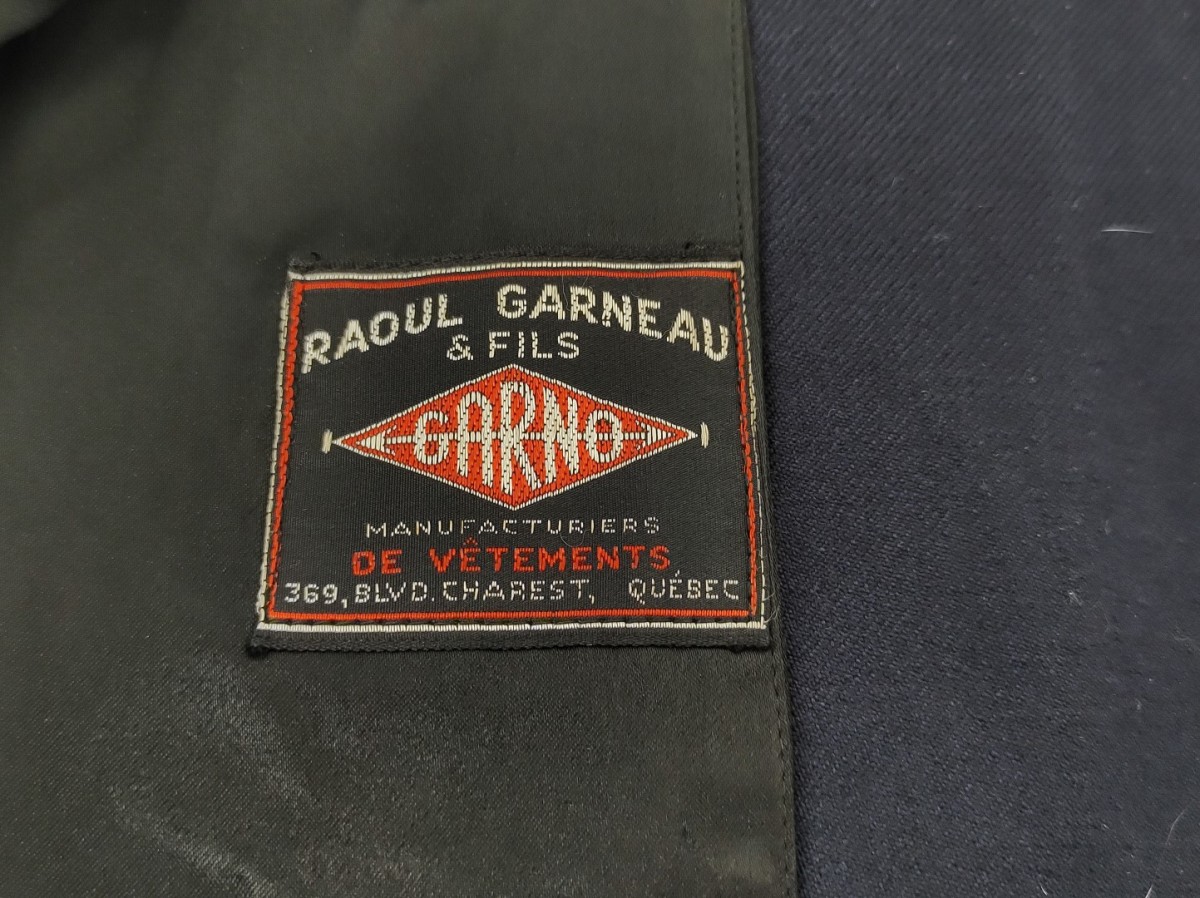 RAOUL GARNEAU
& FILS
GARNO
MANUFACTURIERS
DE VÊTEMENTS
369, BLVD. CHAREST, QUÉBEC